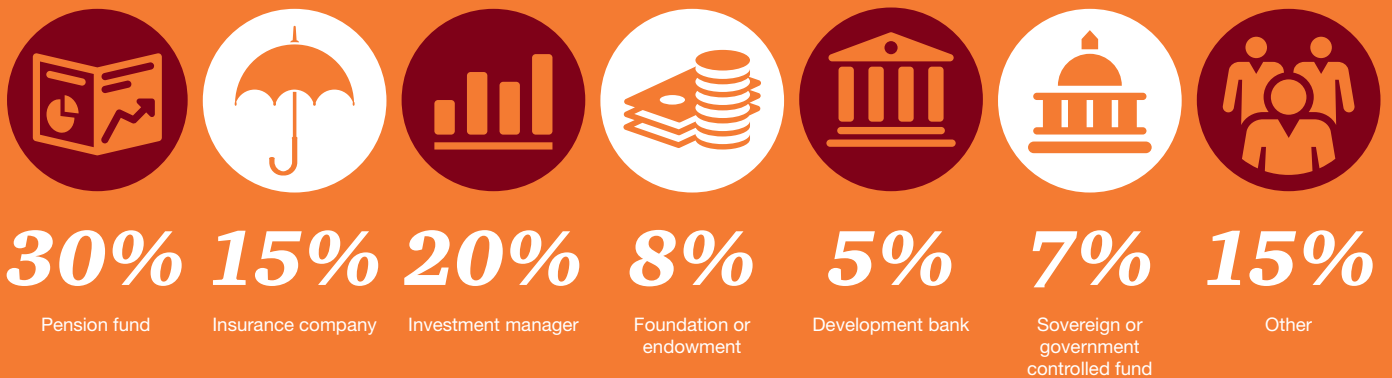 30% 15% 20% 8% 5% 7% 15%
Pension fund Insurance company Investment manager Foundation or Development bank Sovereign or Other
endowment government
controlled fund